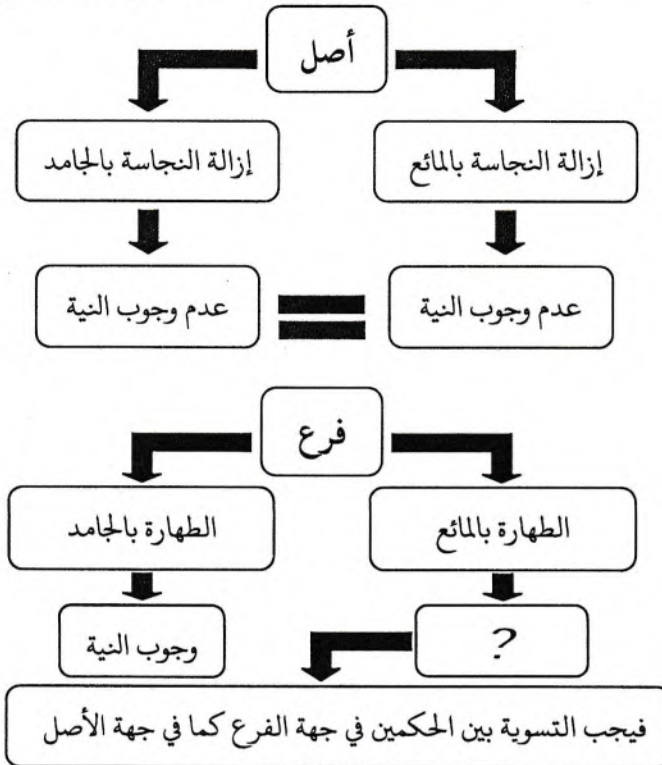 أصل
إزالة النجاسة بالمائع
إزالة النجاسة بالجامد
عدم وجوب النية
عدم وجوب النية
فرع
الطهارة بالمائع
الطهارة بالجامد
?
وجوب النية
فيجب التسوية بين الحكمين في جهة الفرع كما في جهة الأصل